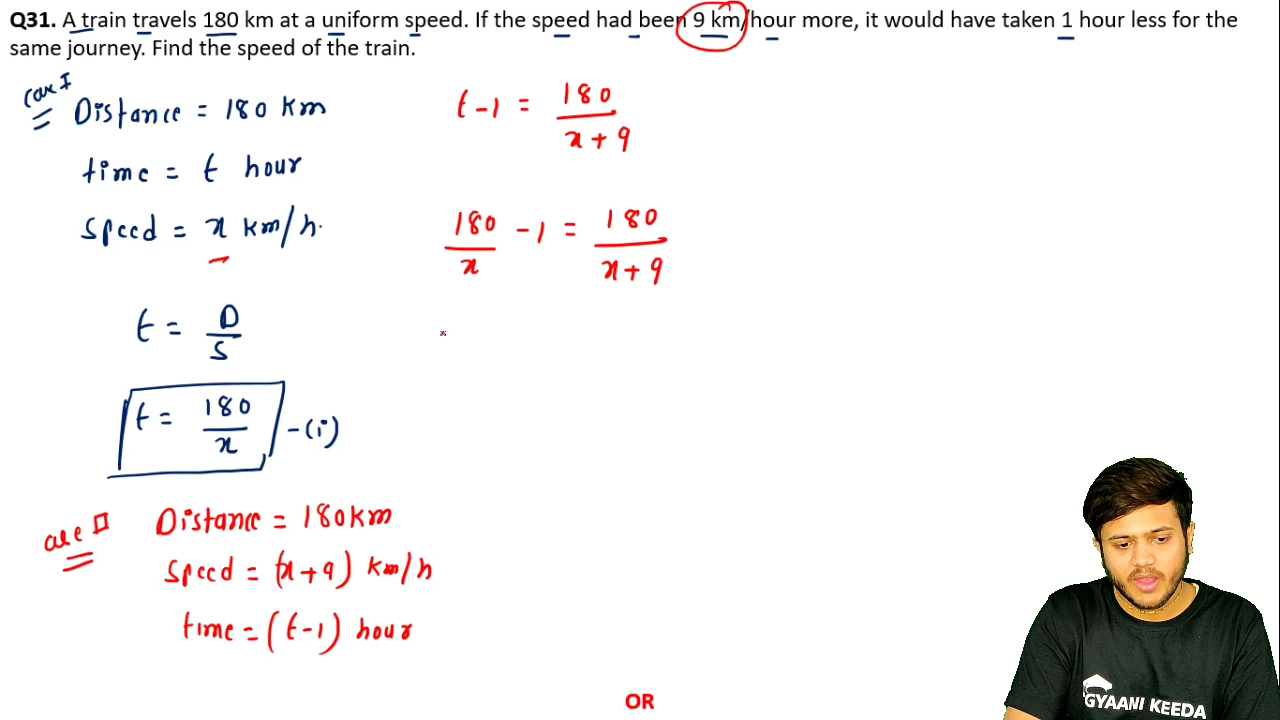 Q31. A train travels 180 km at a uniform speed. If the speed had been 9 km/hour more, it would have taken 1 hour less for the
same journey. Find the speed of the train.
Case I
Distance = 180 km
time = t hour
speed = x km/h.
t = D/S
t = 180/x -(i)
Case II
Distance = 180km
speed = (x+9) km/h
time = (t-1) hour
t-1 = 180/x+9
180/x -1 = 180/x+9
OR
GYAANI KEEDA